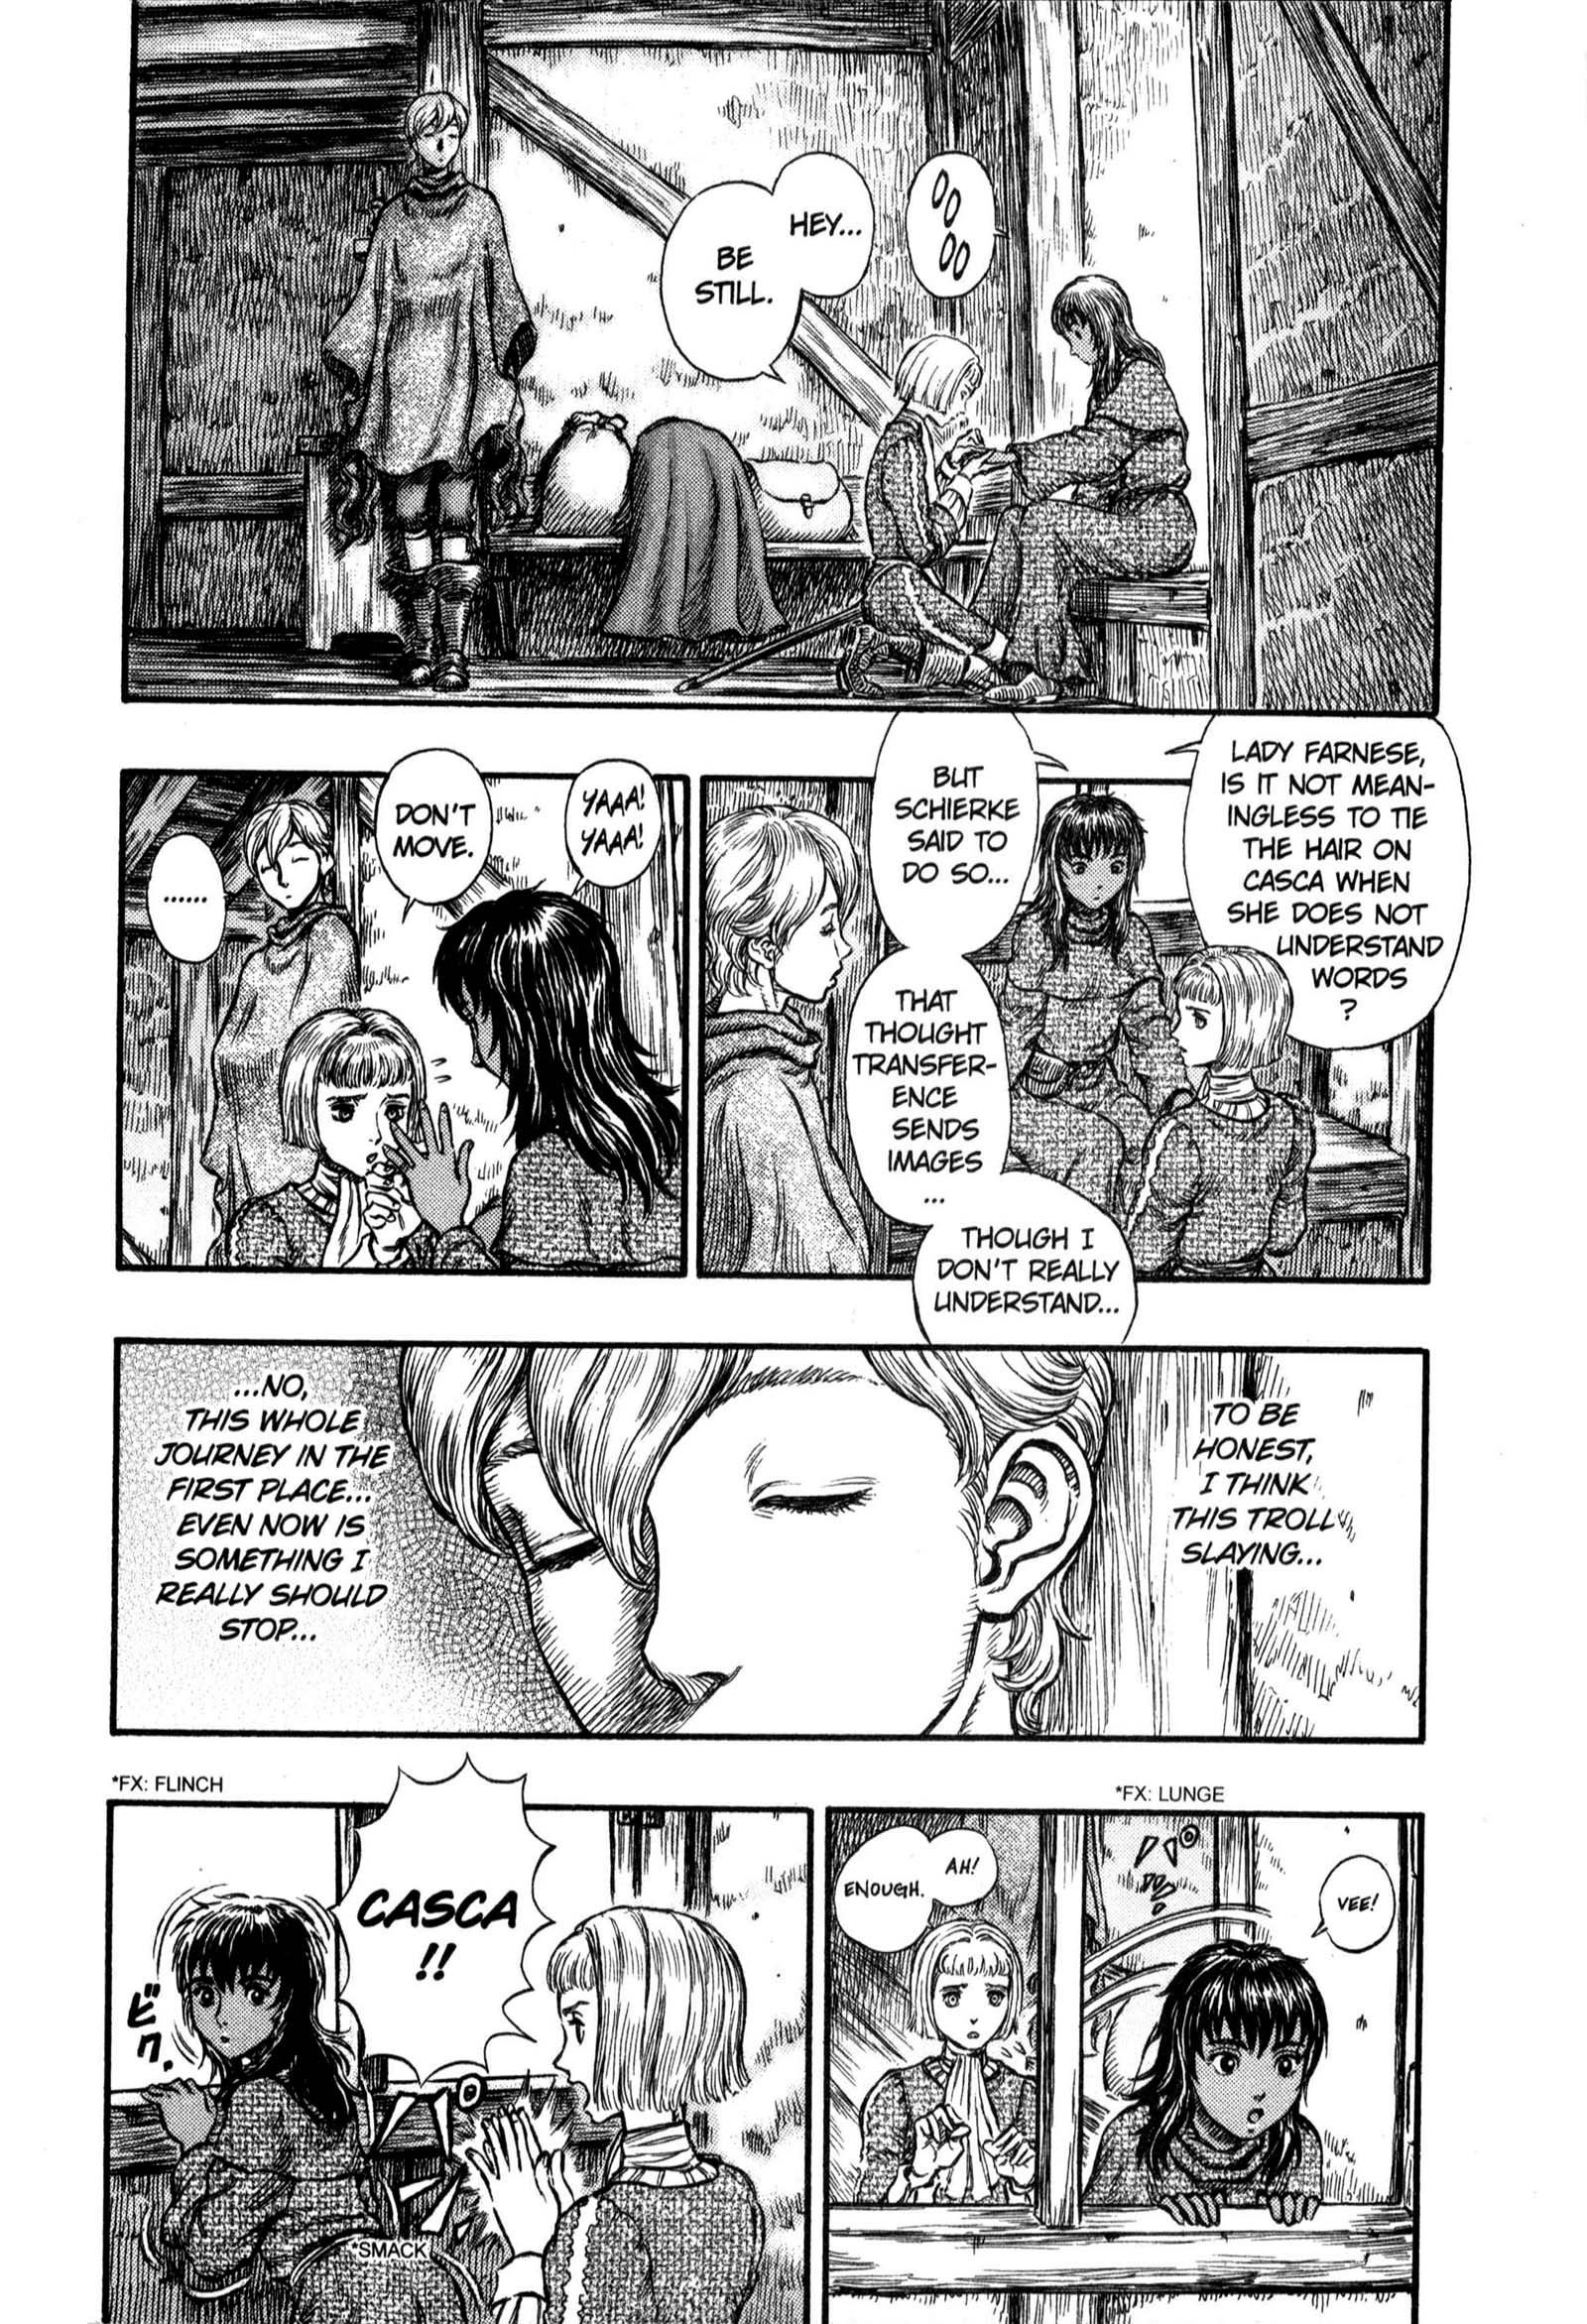 OO
OO
HEY...
BE
STILL.
LADY FARNESE,
IS IT NOT MEAN-
INGLESS TO TIE
THE HAIR ON
CASCA WHEN
SHE DOES NOT
UNDERSTAND
WORDS
?
BUT
SCHIERKE
SAID TO
DO SO...
THAT
THOUGHT
TRANSFER-
ENCE
SENDS
IMAGES
...
THOUGH I
DON'T REALLY
UNDERSTAND...
YAAA!
YAAA!
DON'T
MOVE.
......
TO BE
HONEST,
I THINK
THIS TROLL
SLAYING...
...NO,
THIS WHOLE
JOURNEY IN THE
FIRST PLACE...
EVEN NOW IS
SOMETHING I
REALLY SHOULD
STOP...
*FX: LUNGE
VEE!
AH!
ENOUGH.
*FX: FLINCH
CASCA
!!
ビク
*SMACK